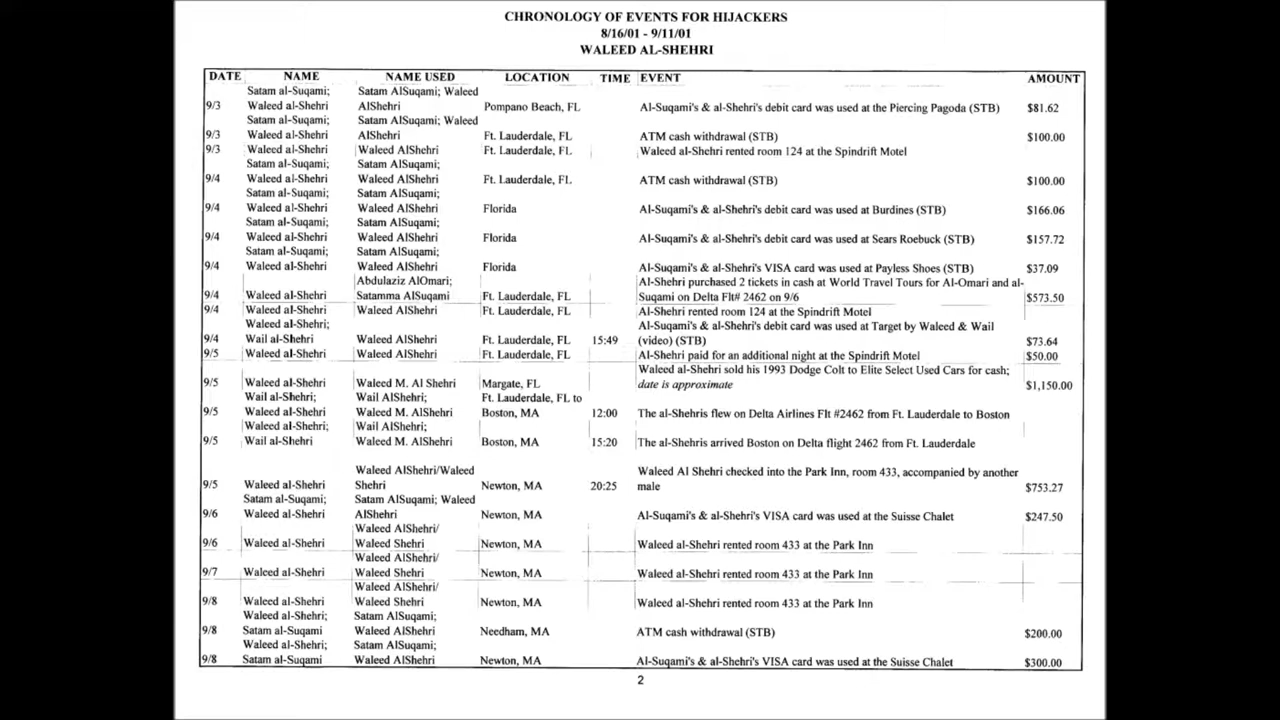 CHRONOLOGY OF EVENTS FOR HIJACKERS
8/16/01 - 9/11/01
WALEED AL-SHEHRI
DATE NAME NAME USED LOCATION TIME EVENT AMOUNT
Satam al-Suqami; Satam AlSuqami; Waleed
9/3 Waleed al-Shehri AlShehri Pompano Beach, FL Al-Suqami's & al-Shehri's debit card was used at the Piercing Pagoda (STB) $81.62
Satam al-Suqami; Satam AlSuqami; Waleed
9/3 Waleed al-Shehri AlShehri Ft. Lauderdale, FL ATM cash withdrawal (STB) $100.00
9/3 Waleed al-Shehri Waleed AlShehri Ft. Lauderdale, FL Waleed al-Shehri rented room 124 at the Spindrift Motel
Satam al-Suqami; Satam AlSuqami;
9/4 Waleed al-Shehri Waleed AlShehri Ft. Lauderdale, FL ATM cash withdrawal (STB) $100.00
Satam al-Suqami; Satam AlSuqami;
9/4 Waleed al-Shehri Waleed AlShehri Florida Al-Suqami's & al-Shehri's debit card was used at Burdines (STB) $166.06
Satam al-Suqami; Satam AlSuqami;
9/4 Waleed al-Shehri Waleed AlShehri Florida Al-Suqami's & al-Shehri's debit card was used at Sears Roebuck (STB) $157.72
Satam al-Suqami; Satam AlSuqami;
9/4 Waleed al-Shehri Waleed AlShehri Florida Al-Suqami's & al-Shehri's VISA card was used at Payless Shoes (STB) $37.09
Abdulaziz AlOmari; Al-Shehri purchased 2 tickets in cash at World Travel Tours for Al-Omari and al-
9/4 Waleed al-Shehri Satamma AlSuqami Ft. Lauderdale, FL Suqami on Delta Flt# 2462 on 9/6 $573.50
9/4 Waleed al-Shehri Waleed AlShehri Ft. Lauderdale, FL Al-Shehri rented room 124 at the Spindrift Motel
Waleed al-Shehri; Al-Suqami's & al-Shehri's debit card was used at Target by Waleed & Wail
9/4 Wail al-Shehri Waleed AlShehri Ft. Lauderdale, FL 15:49 (video) (STB) $73.64
9/5 Waleed al-Shehri Waleed AlShehri Ft. Lauderdale, FL Al-Shehri paid for an additional night at the Spindrift Motel $50.00
Waleed al-Shehri sold his 1993 Dodge Colt to Elite Select Used Cars for cash;
9/5 Waleed al-Shehri Waleed M. Al Shehri Margate, FL date is approximate $1,150.00
Wail al-Shehri; Wail AlShehri; Ft. Lauderdale, FL to
9/5 Waleed al-Shehri Waleed M. AlShehri Boston, MA 12:00 The al-Shehris flew on Delta Airlines Flt #2462 from Ft. Lauderdale to Boston
Waleed al-Shehri; Wail AlShehri;
9/5 Wail al-Shehri Waleed M. AlShehri Boston, MA 15:20 The al-Shehris arrived Boston on Delta flight 2462 from Ft. Lauderdale
Waleed AlShehri/Waleed Waleed Al Shehri checked into the Park Inn, room 433, accompanied by another
9/5 Waleed al-Shehri Shehri Newton, MA 20:25 male $753.27
Satam al-Suqami; Satam AlSuqami; Waleed
9/6 Waleed al-Shehri AlShehri Newton, MA Al-Suqami's & al-Shehri's VISA card was used at the Suisse Chalet $247.50
Waleed AlShehri/
9/6 Waleed al-Shehri Waleed Shehri Newton, MA Waleed al-Shehri rented room 433 at the Park Inn
Waleed AlShehri/
9/7 Waleed al-Shehri Waleed Shehri Newton, MA Waleed al-Shehri rented room 433 at the Park Inn
Waleed AlShehri/
9/8 Waleed al-Shehri Waleed Shehri Newton, MA Waleed al-Shehri rented room 433 at the Park Inn
Waleed al-Shehri; Satam AlSuqami;
9/8 Satam al-Suqami Waleed AlShehri Needham, MA ATM cash withdrawal (STB) $200.00
Waleed al-Shehri; Satam AlSuqami;
9/8 Satam al-Suqami Waleed AlShehri Newton, MA Al-Suqami's & al-Shehri's VISA card was used at the Suisse Chalet $300.00
2